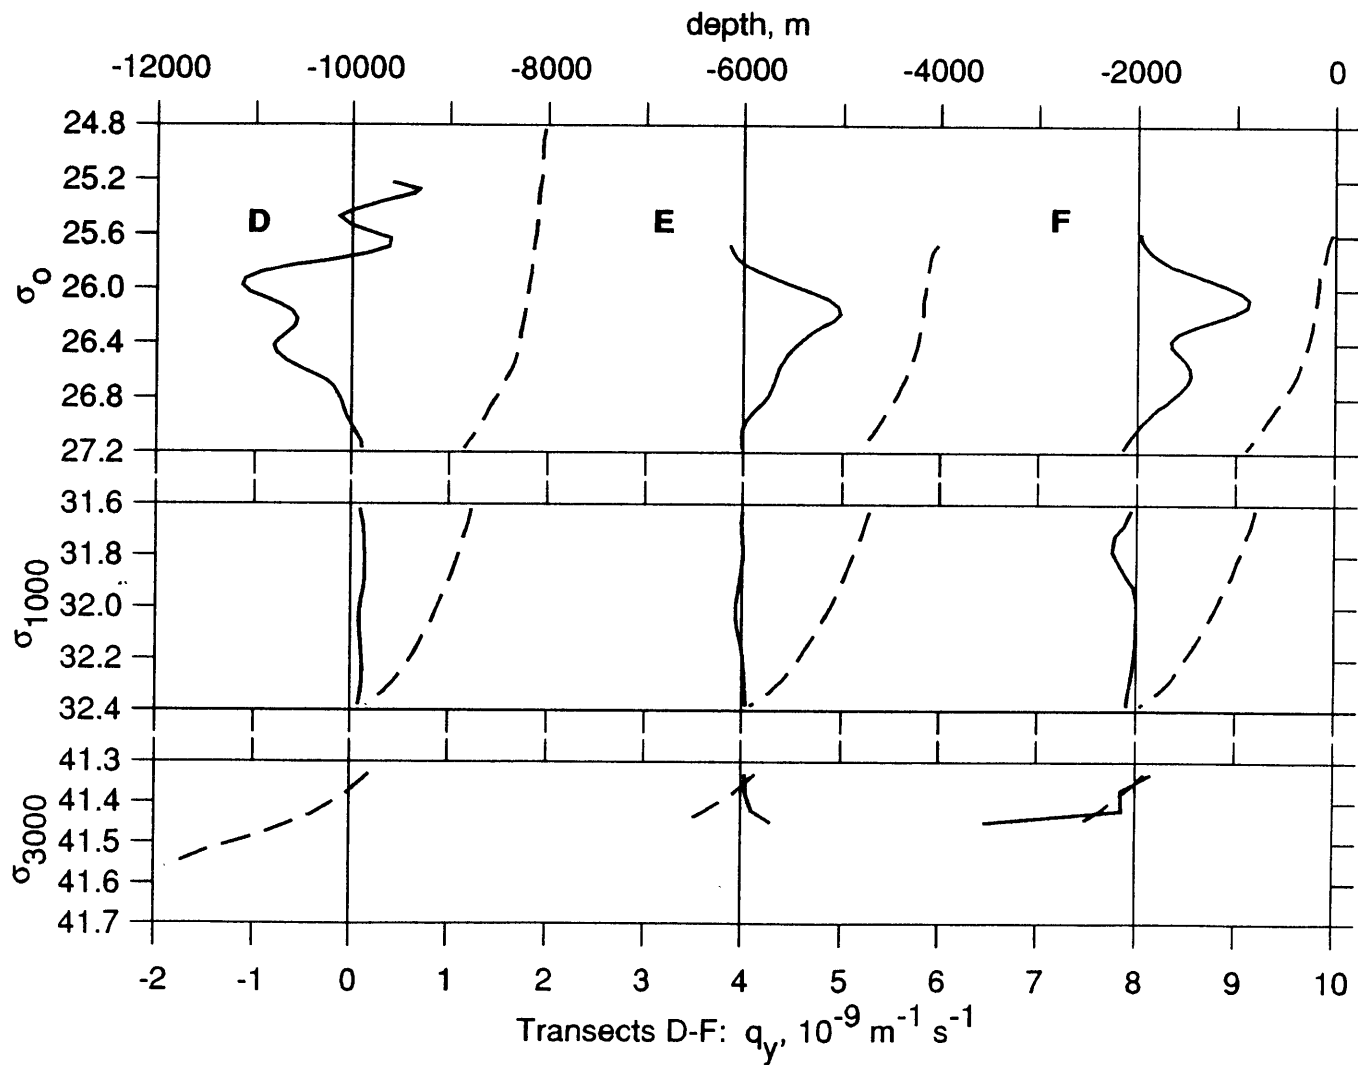 depth, m
-12000 -10000 -8000 -6000 -4000 -2000 0
24.8
25.2
25.6
26.0
26.4
26.8
27.2
σo
D E F
31.6
31.8
32.0
32.2
32.4
σ1000
41.3
41.4
41.5
41.6
41.7
σ3000
-2 -1 0 1 2 3 4 5 6 7 8 9 10
Transects D-F: qy, 10⁻⁹ m⁻¹ s⁻¹